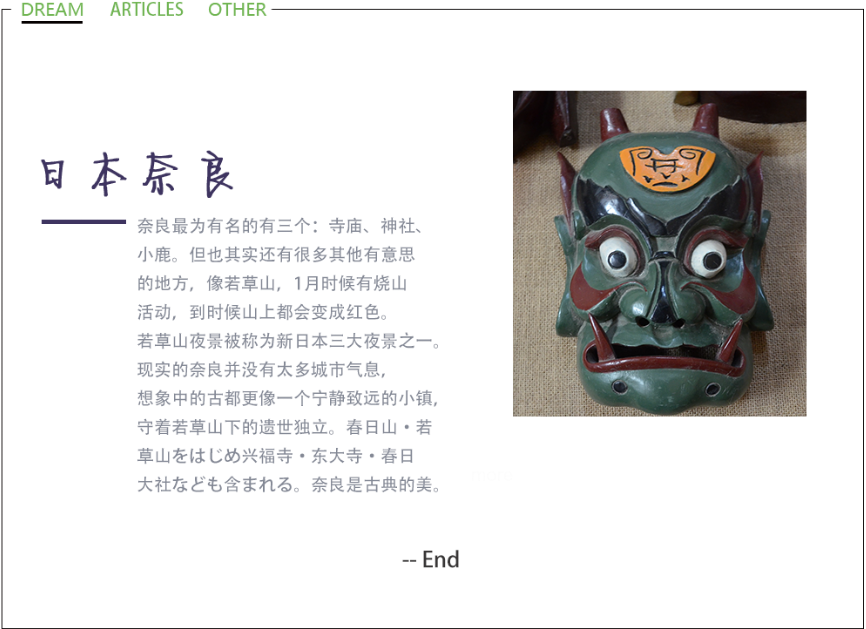 DREAM ARTICLES OTHER
日本奈良
奈良最为有名的有三个：寺庙、神社、
小鹿。但也其实还有很多其他有意思
的地方，像若草山，1月时候有烧山
活动，到时候山上都会变成红色。
若草山夜景被称为新日本三大夜景之一。
现实的奈良并没有太多城市气息，
想象中的古都更像一个宁静致远的小镇，
守着若草山下的遗世独立。春日山・若
草山をはじめ兴福寺・东大寺・春日
大社なども含まれる。奈良是古典的美。
-- End